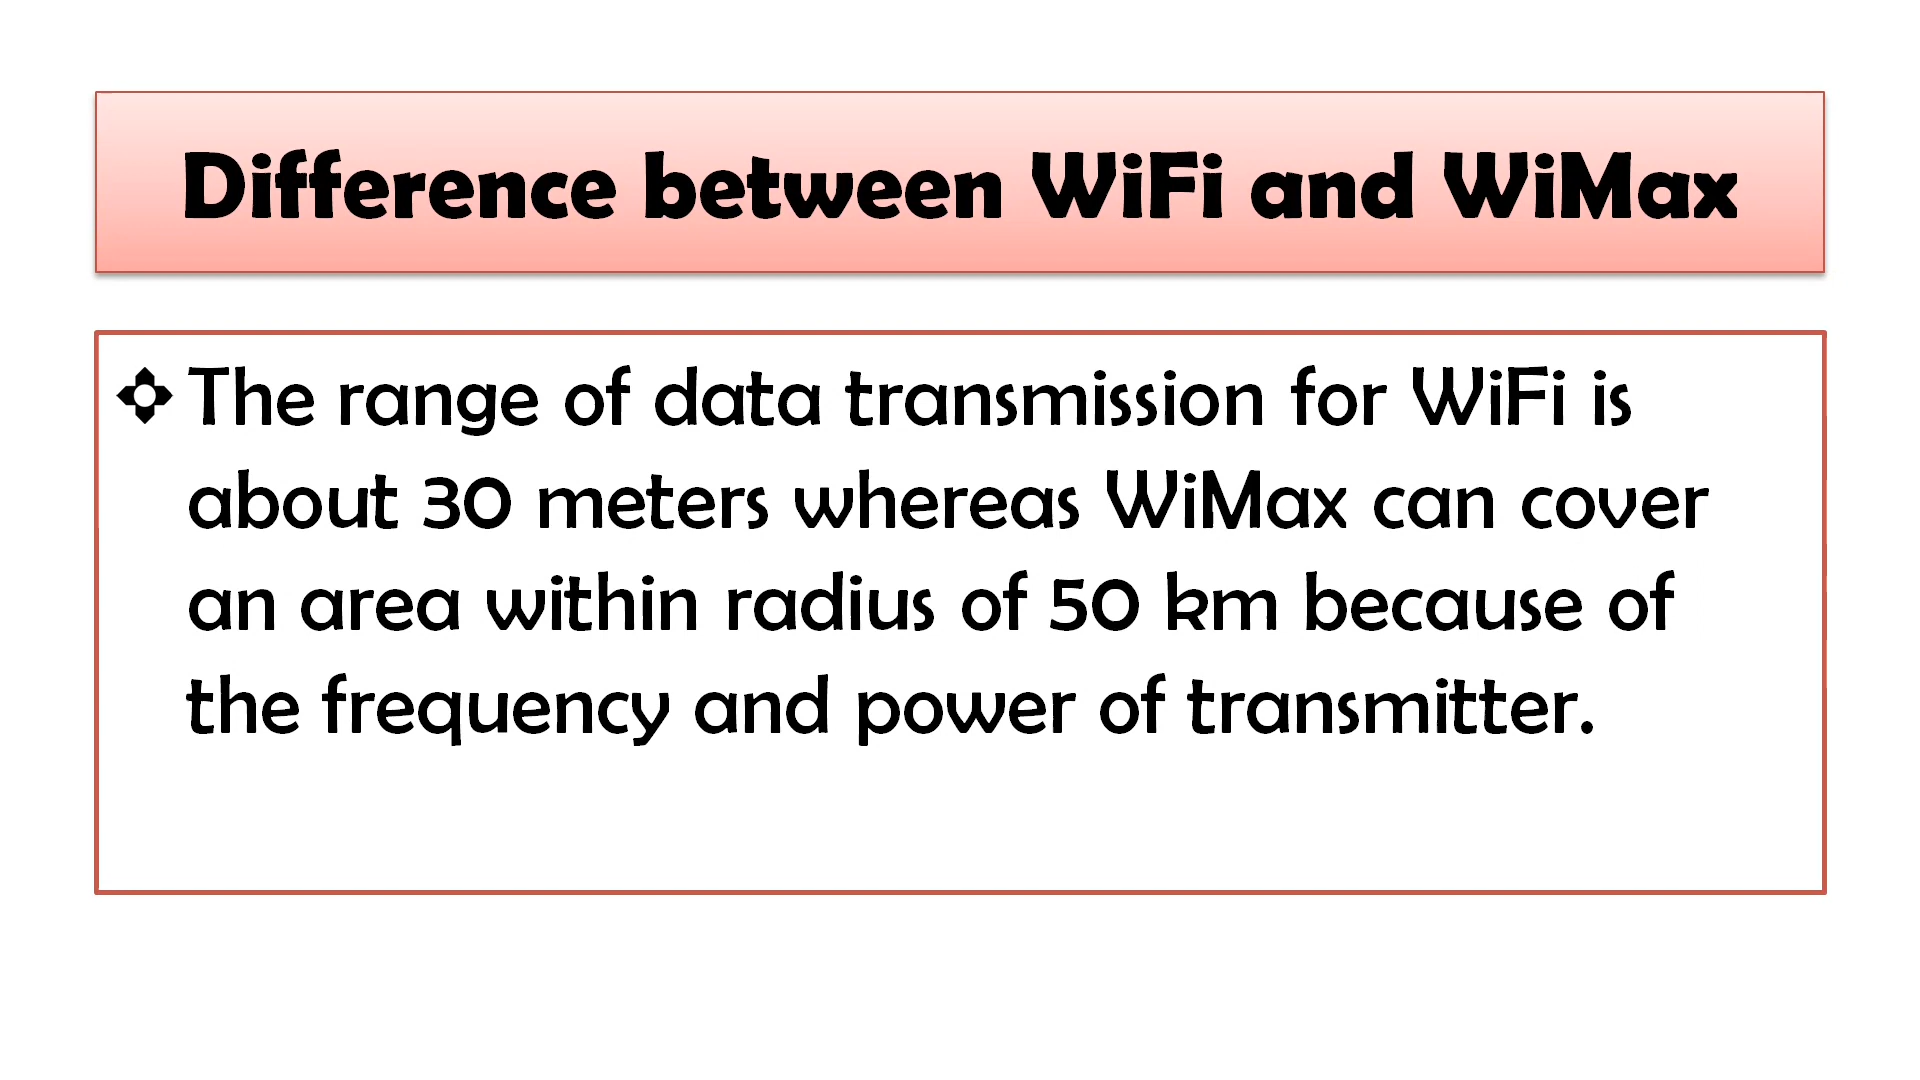 Difference between WiFi and WiMax
The range of data transmission for WiFi is
about 30 meters whereas WiMax can cover
an area within radius of 50 km because of
the frequency and power of transmitter.